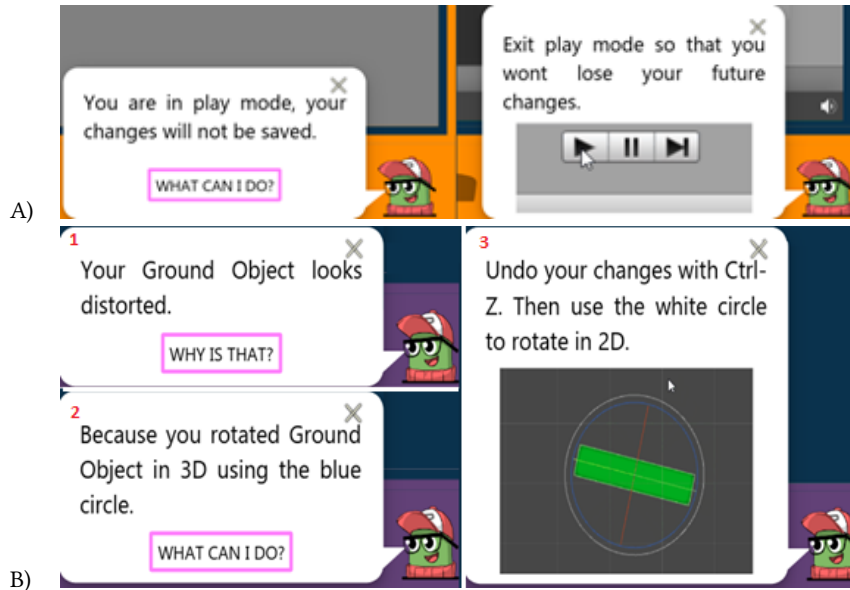 You are in play mode, your
changes will not be saved.
WHAT CAN I DO?
Exit play mode so that you
wont lose your future
changes.
A)
1
Your Ground Object looks
distorted.
WHY IS THAT?
2
Because you rotated Ground
Object in 3D using the blue
circle.
WHAT CAN I DO?
3
Undo your changes with Ctrl-
Z. Then use the white circle
to rotate in 2D.
B)